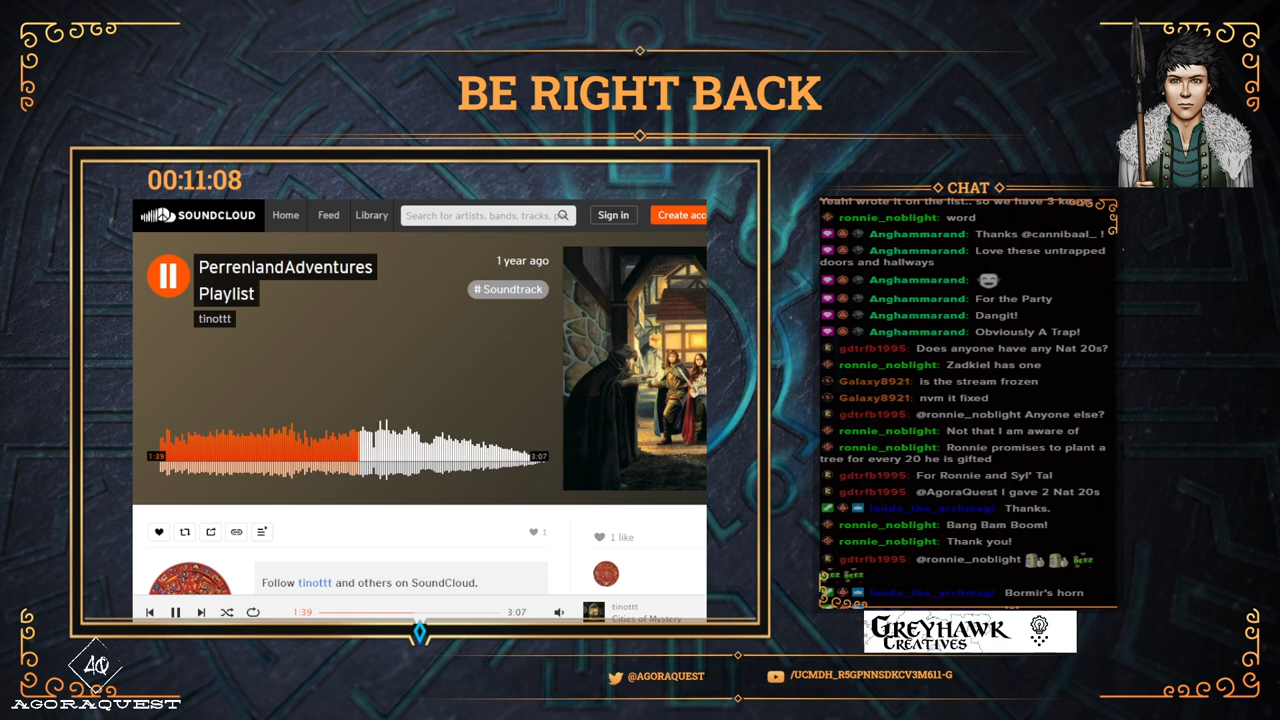 BE RIGHT BACK
00:11:08
SOUNDCLOUD
Home
Feed
Library
Search for artists, bands, tracks, p
Sign in
Create acc
PerrenlandAdventures
Playlist
tinottt
1 year ago
# Soundtrack
1:39
3:07
1
1 like
Follow tinottt and others on SoundCloud.
1:39
3:07
tinottt
Cities of Mystery
CHAT
Yeah! wrote it on the list.. so we have 3
ronnie_noblight: word
Anghammarand: Thanks @cannibaal_ !
Anghammarand: Love these untrapped
doors and hallways
Anghammarand:
Anghammarand: For the Party
Anghammarand: Dangit!
Anghammarand: Obviously A Trap!
gdtrfb1995: Does anyone have any Nat 20s?
ronnie_noblight: Zadkiel has one
Galaxy8921: is the stream frozen
Galaxy8921: nvm it fixed
gdtrfb1995: @ronnie_noblight Anyone else?
ronnie_noblight: Not that I am aware of
ronnie_noblight: Ronnie promises to plant a
tree for every 20 he is gifted
gdtrfb1995: For Ronnie and Syl' Tal
gdtrfb1995: @AgoraQuest I gave 2 Nat 20s
lando_the_archmagi: Thanks.
ronnie_noblight: Bang Bam Boom!
ronnie_noblight: Thank you!
gdtrfb1995: @ronnie_noblight
lando_the_archmagi: Bormir's horn
GREYHAWK
CREATIVES
AQ
AGORAQUEST
@AGORAQUEST
/UCMDH_R5GPNNSDKCV3M611-G